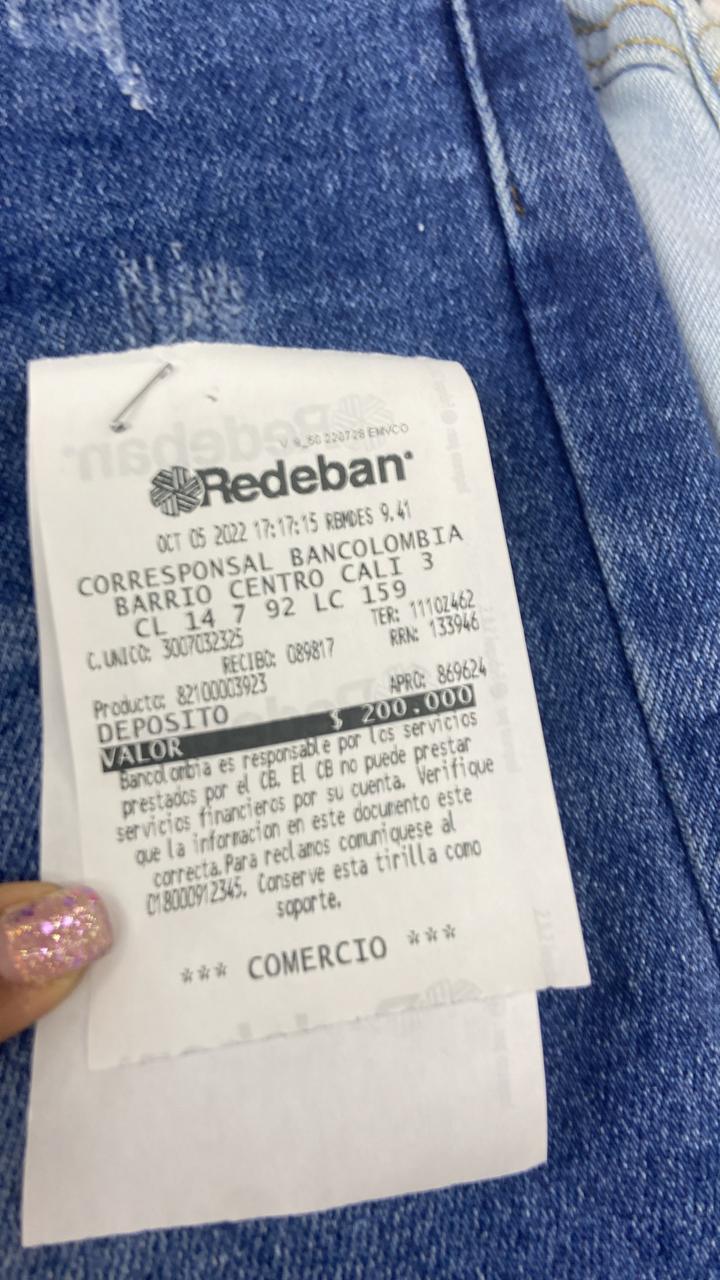 V 9_50 220728 EMVCO
Redeban
OCT 05 2022 17:17:15 RBMDES 9.41
CORRESPONSAL BANCOLOMBIA
BARRIO CENTRO CALI 3
CL 14 7 92 LC 159
C.UNICO: 3007032325 TER: 11102462
RECIBO: 089817 RRN: 133946
Producto: 82100003923 APRO: 869624
DEPOSITO
VALOR $ 200.000
Bancolombia es responsable por los servicios
prestados por el CB. El CB no puede prestar
servicios financieros por su cuenta. Verifique
que la informacion en este documento este
correcta.Para reclamos comuniquese al
018000912345. Conserve esta tirilla como
soporte.
*** COMERCIO ***